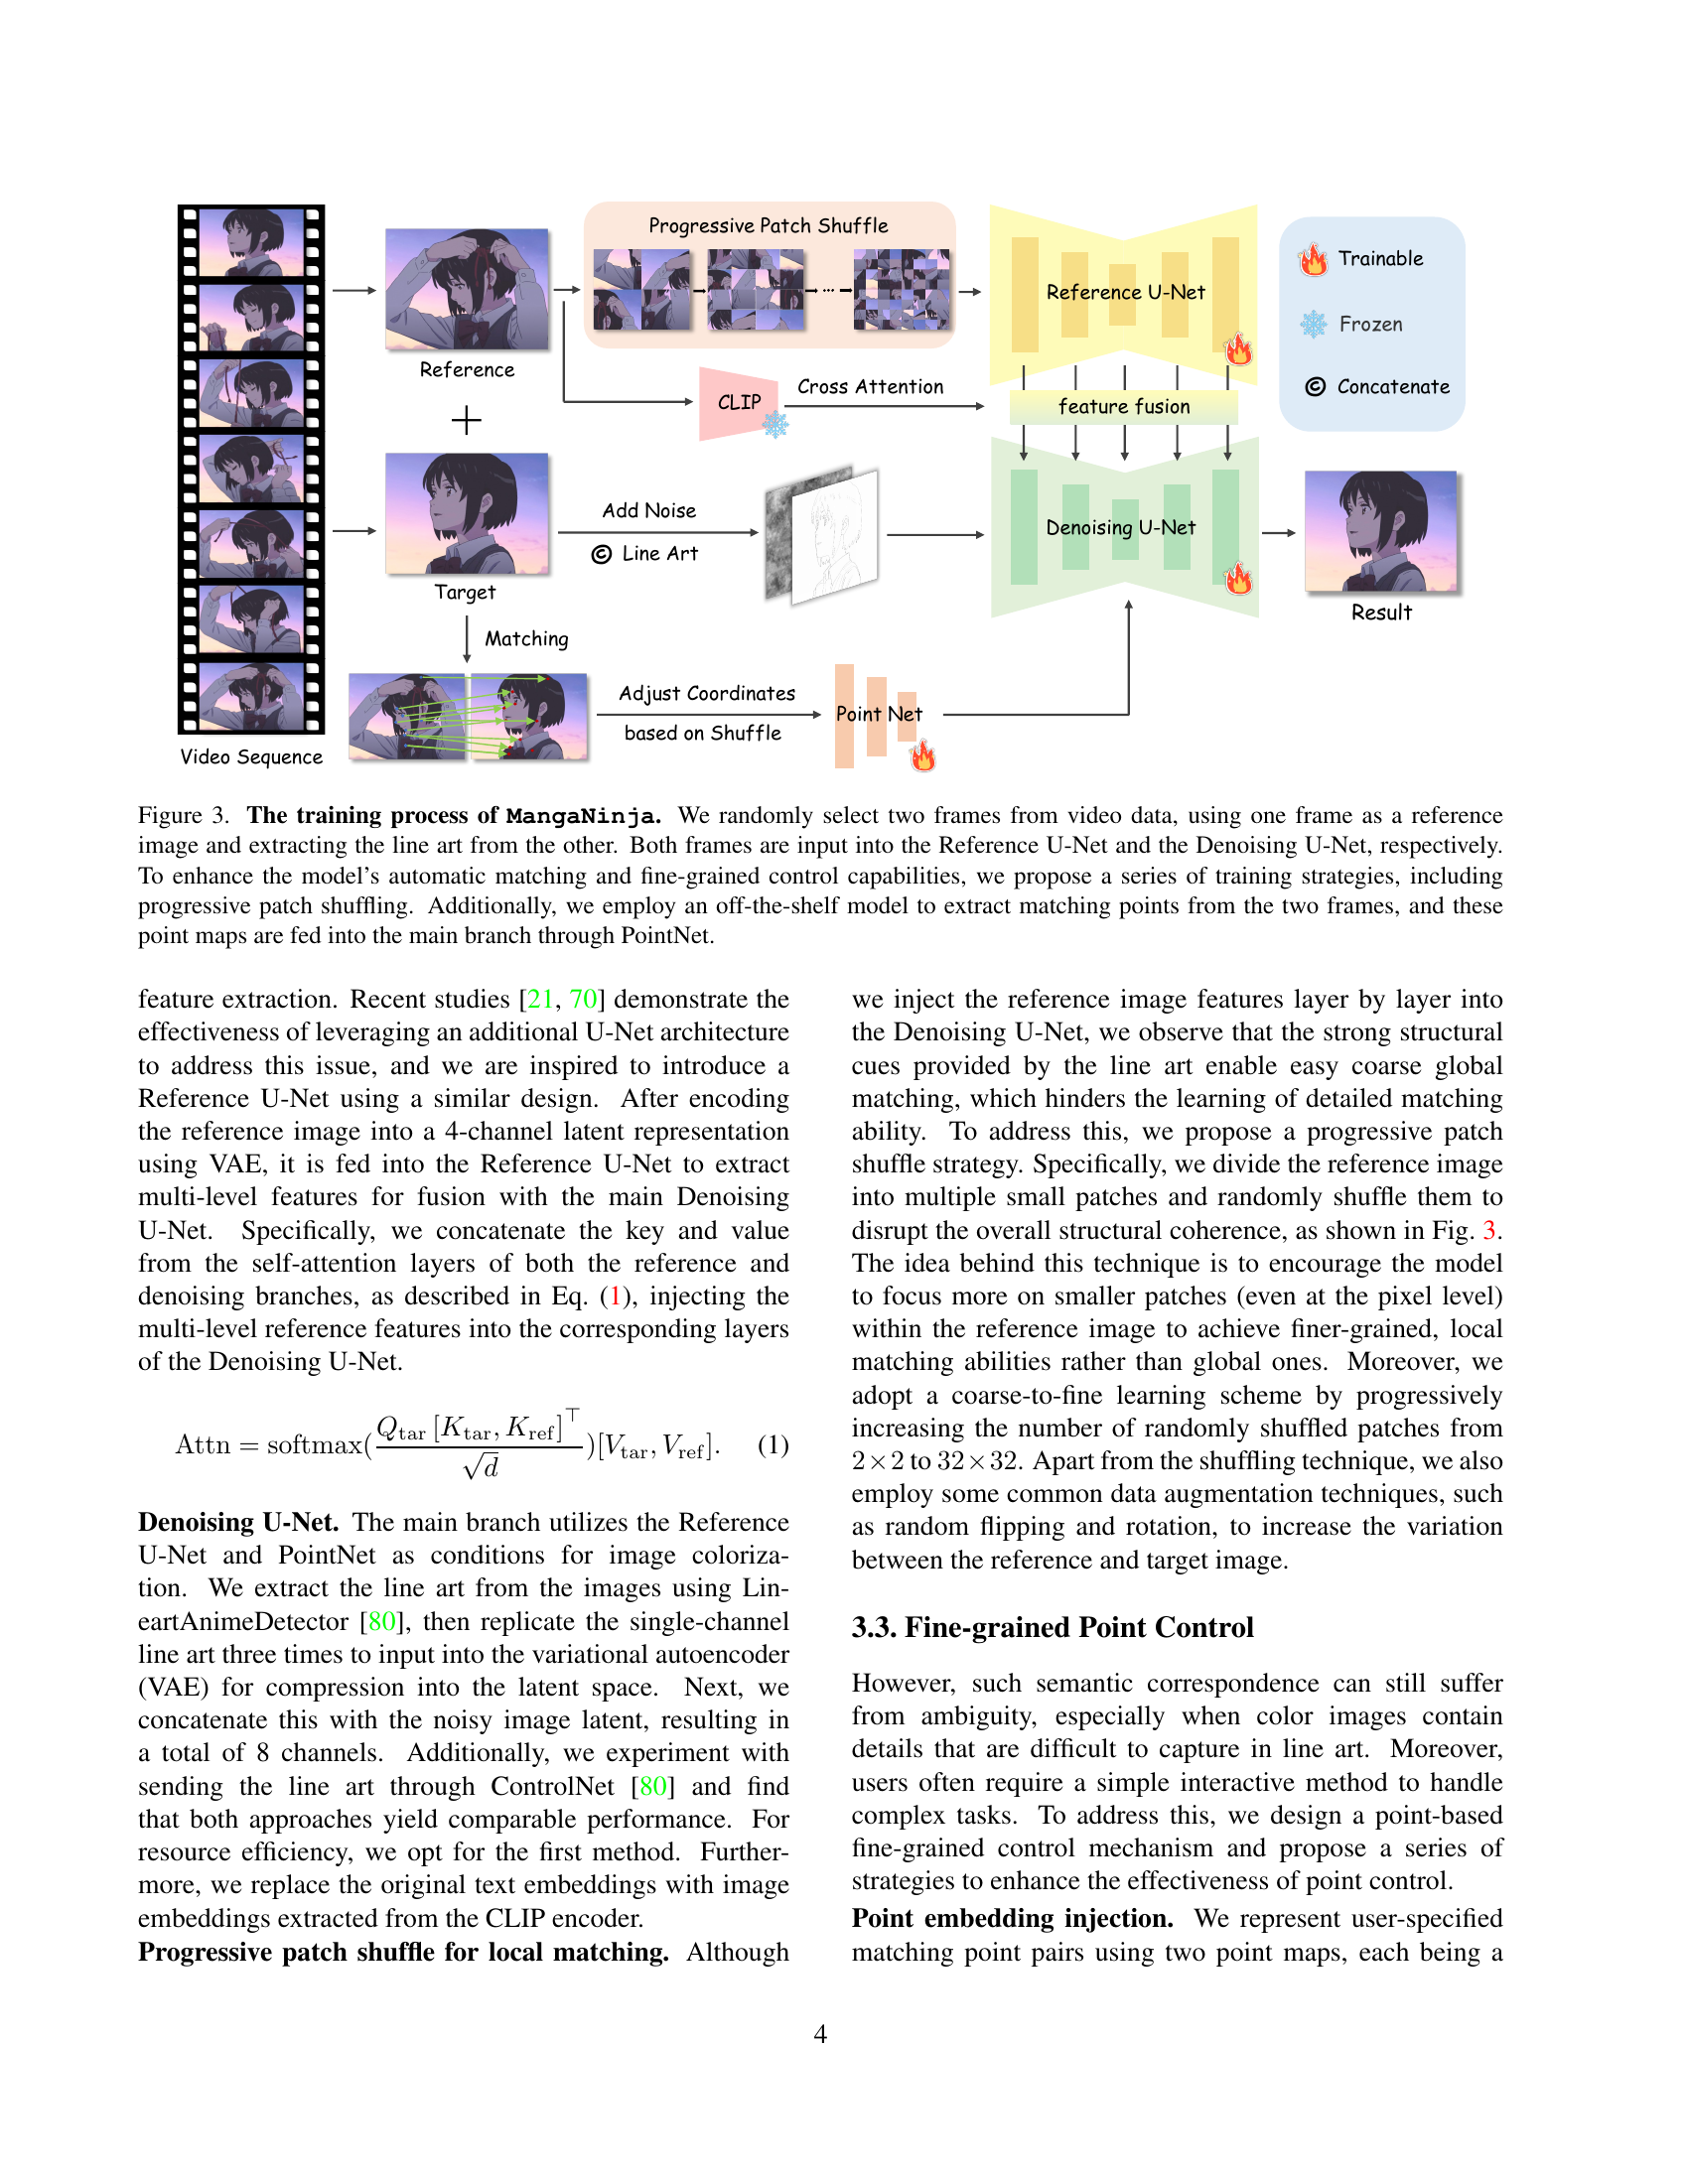 Progressive Patch Shuffle
Reference U-Net
Trainable
Frozen
© Concatenate
Reference
CLIP
Cross Attention
feature fusion
Add Noise
© Line Art
Denoising U-Net
Target
Result
Matching
Adjust Coordinates
based on Shuffle
Point Net
Video Sequence
Figure 3. The training process of MangaNinja. We randomly select two frames from video data, using one frame as a reference
image and extracting the line art from the other. Both frames are input into the Reference U-Net and the Denoising U-Net, respectively.
To enhance the model's automatic matching and fine-grained control capabilities, we propose a series of training strategies, including
progressive patch shuffling. Additionally, we employ an off-the-shelf model to extract matching points from the two frames, and these
point maps are fed into the main branch through PointNet.
feature extraction. Recent studies [21, 70] demonstrate the
effectiveness of leveraging an additional U-Net architecture
to address this issue, and we are inspired to introduce a
Reference U-Net using a similar design. After encoding
the reference image into a 4-channel latent representation
using VAE, it is fed into the Reference U-Net to extract
multi-level features for fusion with the main Denoising
U-Net. Specifically, we concatenate the key and value
from the self-attention layers of both the reference and
denoising branches, as described in Eq. (1), injecting the
multi-level reference features into the corresponding layers
of the Denoising U-Net.
Attn = softmax(Q_tar [K_tar, K_ref]^⊤ / √d)[V_tar, V_ref]. (1)
Denoising U-Net. The main branch utilizes the Reference
U-Net and PointNet as conditions for image coloriza-
tion. We extract the line art from the images using Lin-
eartAnimeDetector [80], then replicate the single-channel
line art three times to input into the variational autoencoder
(VAE) for compression into the latent space. Next, we
concatenate this with the noisy image latent, resulting in
a total of 8 channels. Additionally, we experiment with
sending the line art through ControlNet [80] and find
that both approaches yield comparable performance. For
resource efficiency, we opt for the first method. Further-
more, we replace the original text embeddings with image
embeddings extracted from the CLIP encoder.
Progressive patch shuffle for local matching. Although
we inject the reference image features layer by layer into
the Denoising U-Net, we observe that the strong structural
cues provided by the line art enable easy coarse global
matching, which hinders the learning of detailed matching
ability. To address this, we propose a progressive patch
shuffle strategy. Specifically, we divide the reference image
into multiple small patches and randomly shuffle them to
disrupt the overall structural coherence, as shown in Fig. 3.
The idea behind this technique is to encourage the model
to focus more on smaller patches (even at the pixel level)
within the reference image to achieve finer-grained, local
matching abilities rather than global ones. Moreover, we
adopt a coarse-to-fine learning scheme by progressively
increasing the number of randomly shuffled patches from
2×2 to 32×32. Apart from the shuffling technique, we also
employ some common data augmentation techniques, such
as random flipping and rotation, to increase the variation
between the reference and target image.
3.3. Fine-grained Point Control
However, such semantic correspondence can still suffer
from ambiguity, especially when color images contain
details that are difficult to capture in line art. Moreover,
users often require a simple interactive method to handle
complex tasks. To address this, we design a point-based
fine-grained control mechanism and propose a series of
strategies to enhance the effectiveness of point control.
Point embedding injection. We represent user-specified
matching point pairs using two point maps, each being a
4